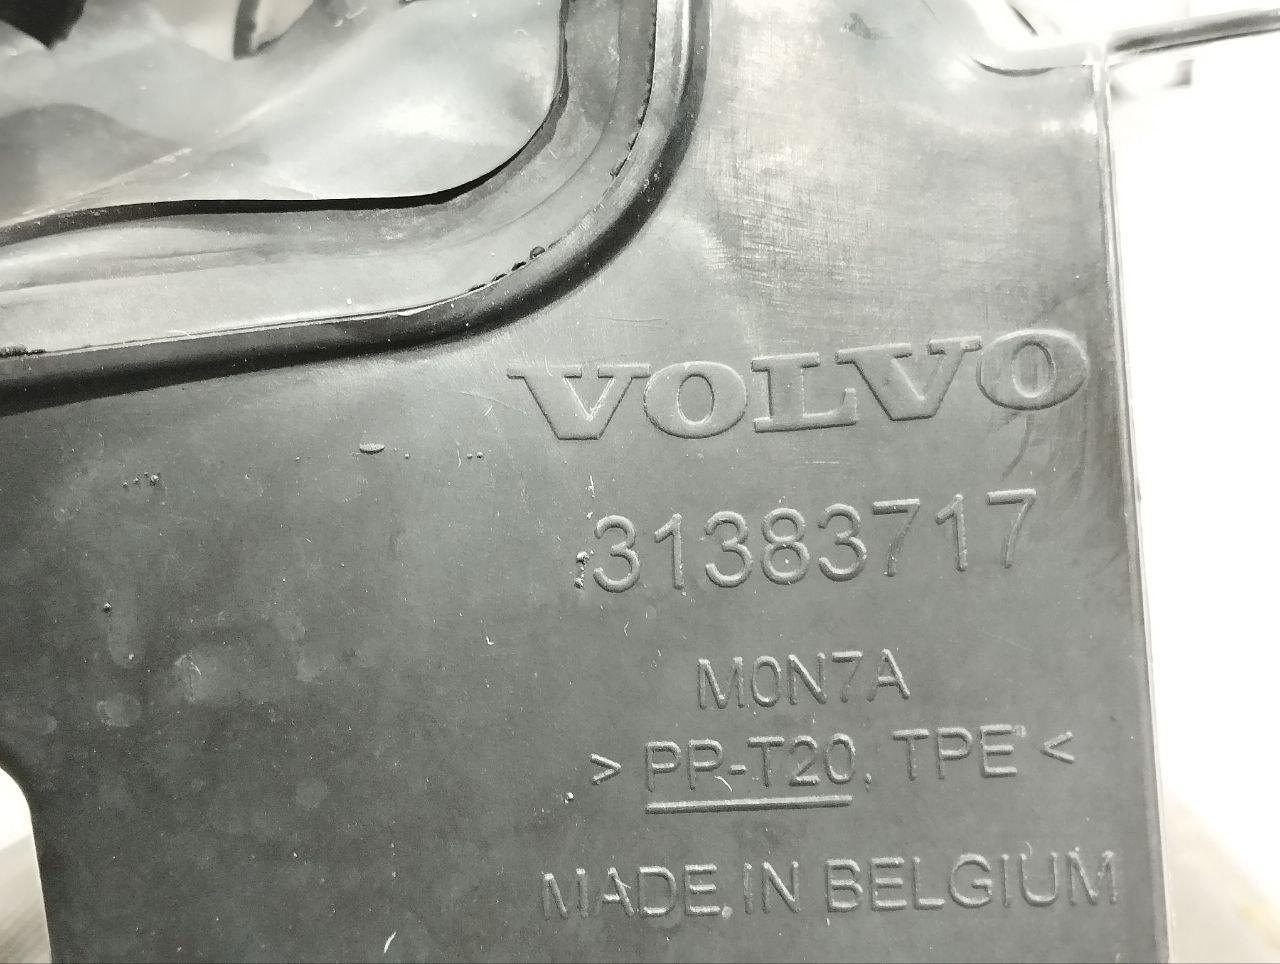 VOLVO
31383717
M0N7A
> PP-T20, TPE <
MADE IN BELGIUM